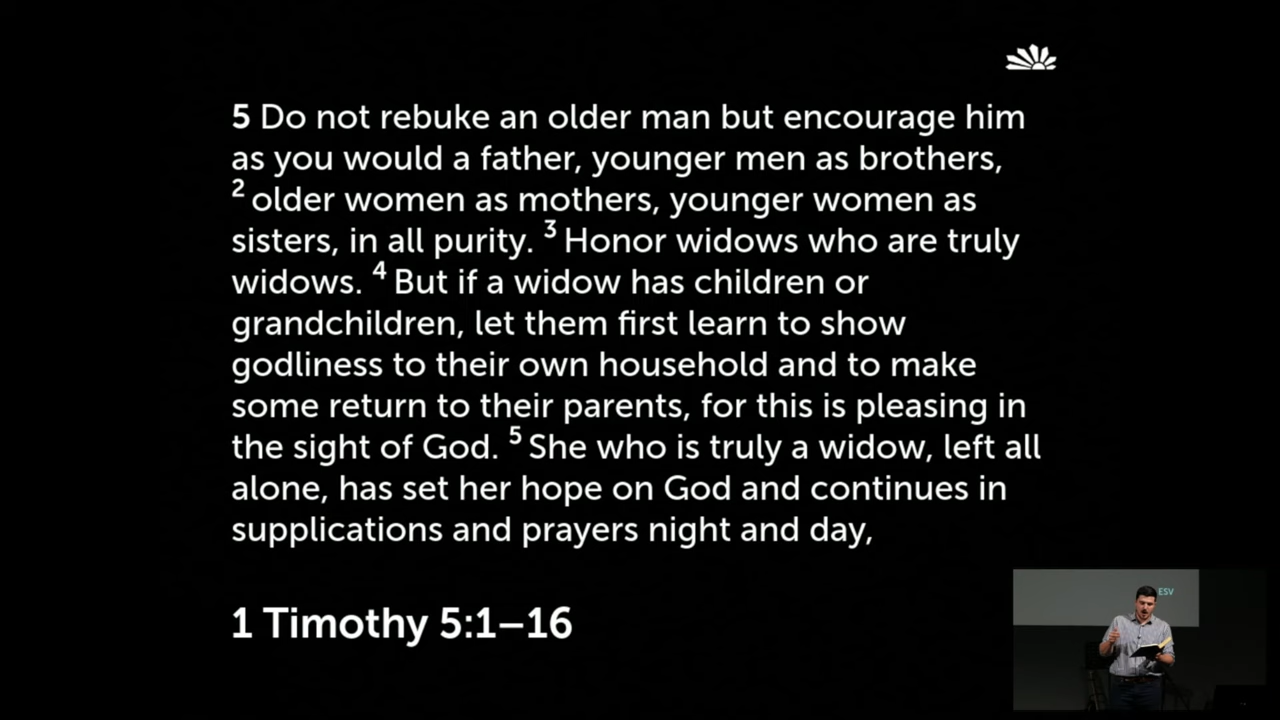 5 Do not rebuke an older man but encourage him
as you would a father, younger men as brothers,
2 older women as mothers, younger women as
sisters, in all purity. 3 Honor widows who are truly
widows. 4 But if a widow has children or
grandchildren, let them first learn to show
godliness to their own household and to make
some return to their parents, for this is pleasing in
the sight of God. 5 She who is truly a widow, left all
alone, has set her hope on God and continues in
supplications and prayers night and day,
1 Timothy 5:1–16
ESV